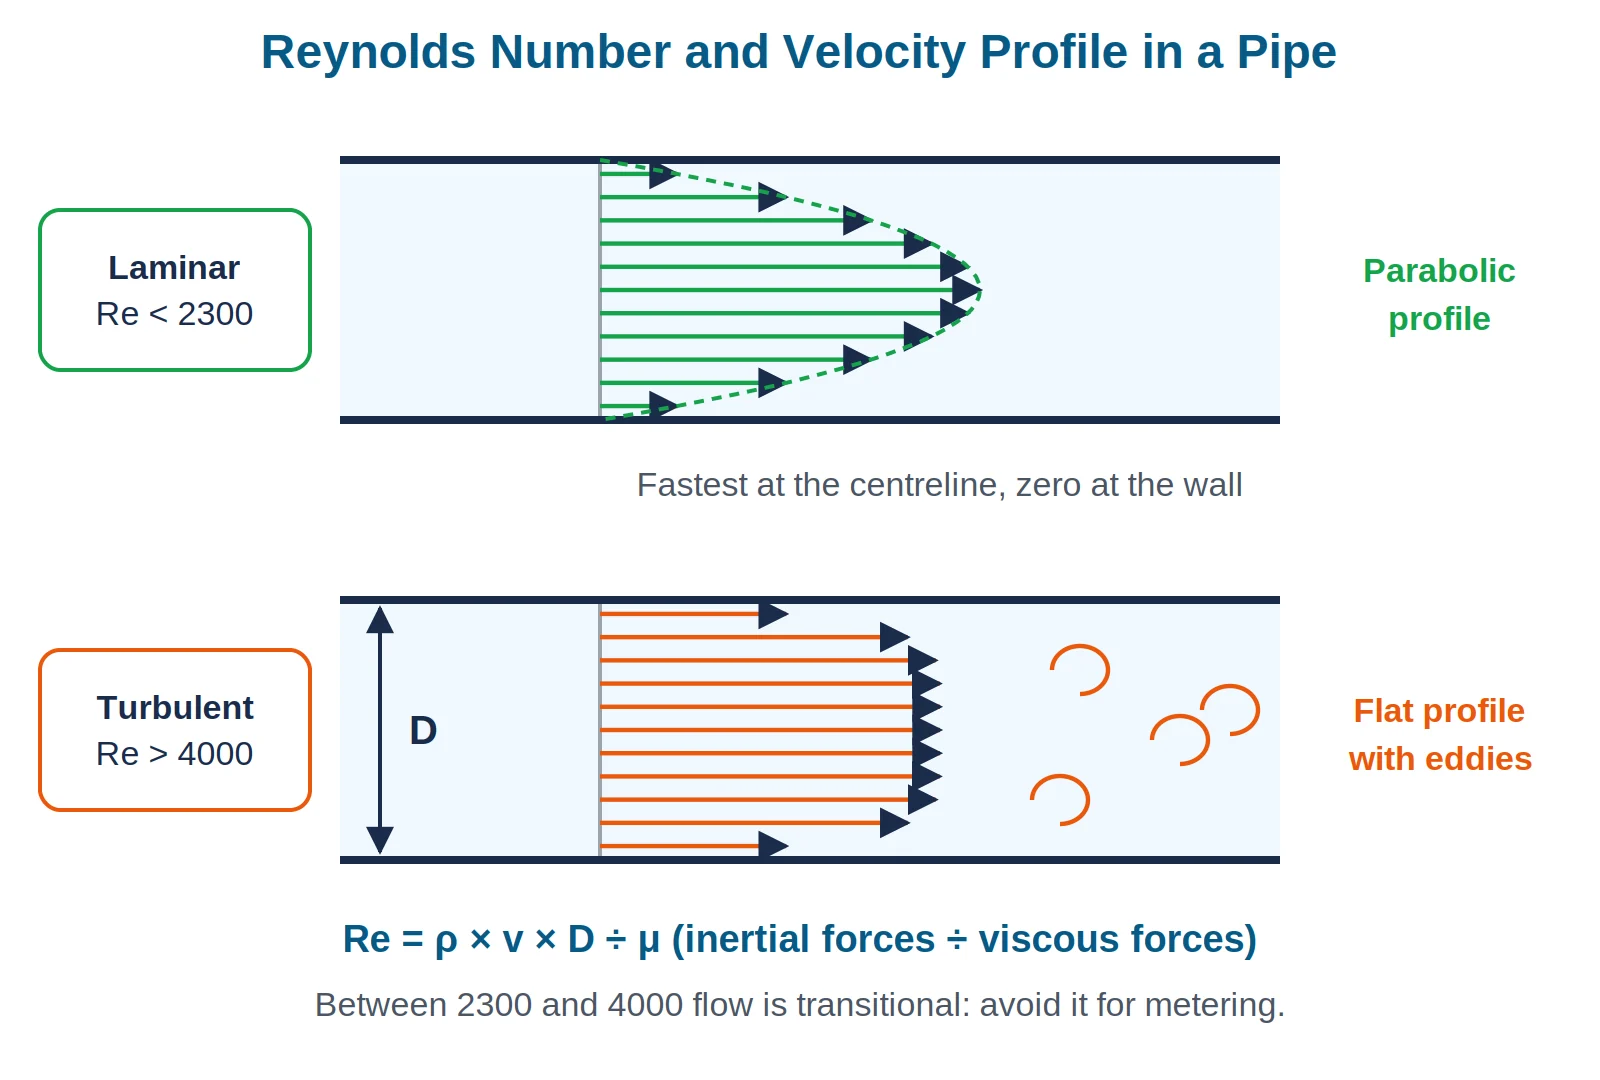 Reynolds Number and Velocity Profile in a Pipe
Laminar
Re < 2300
Parabolic
profile
Fastest at the centreline, zero at the wall
Turbulent
Re > 4000
D
Flat profile
with eddies
Re = ρ × v × D ÷ μ (inertial forces ÷ viscous forces)
Between 2300 and 4000 flow is transitional: avoid it for metering.